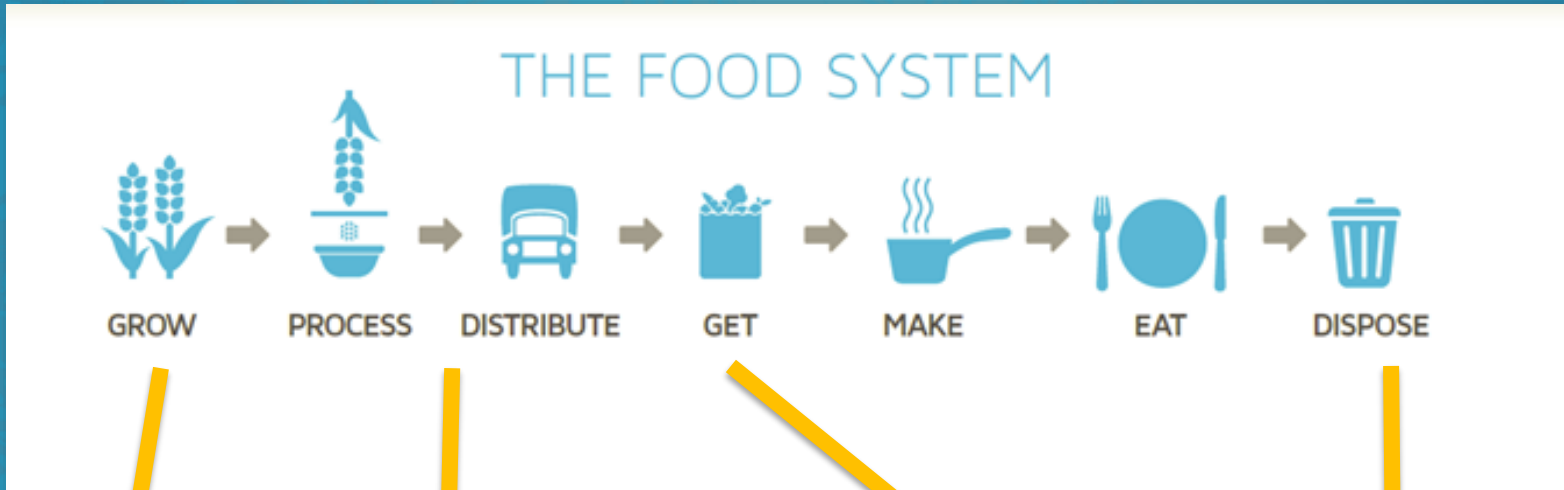 THE FOOD SYSTEM
GROW PROCESS DISTRIBUTE GET MAKE EAT DISPOSE